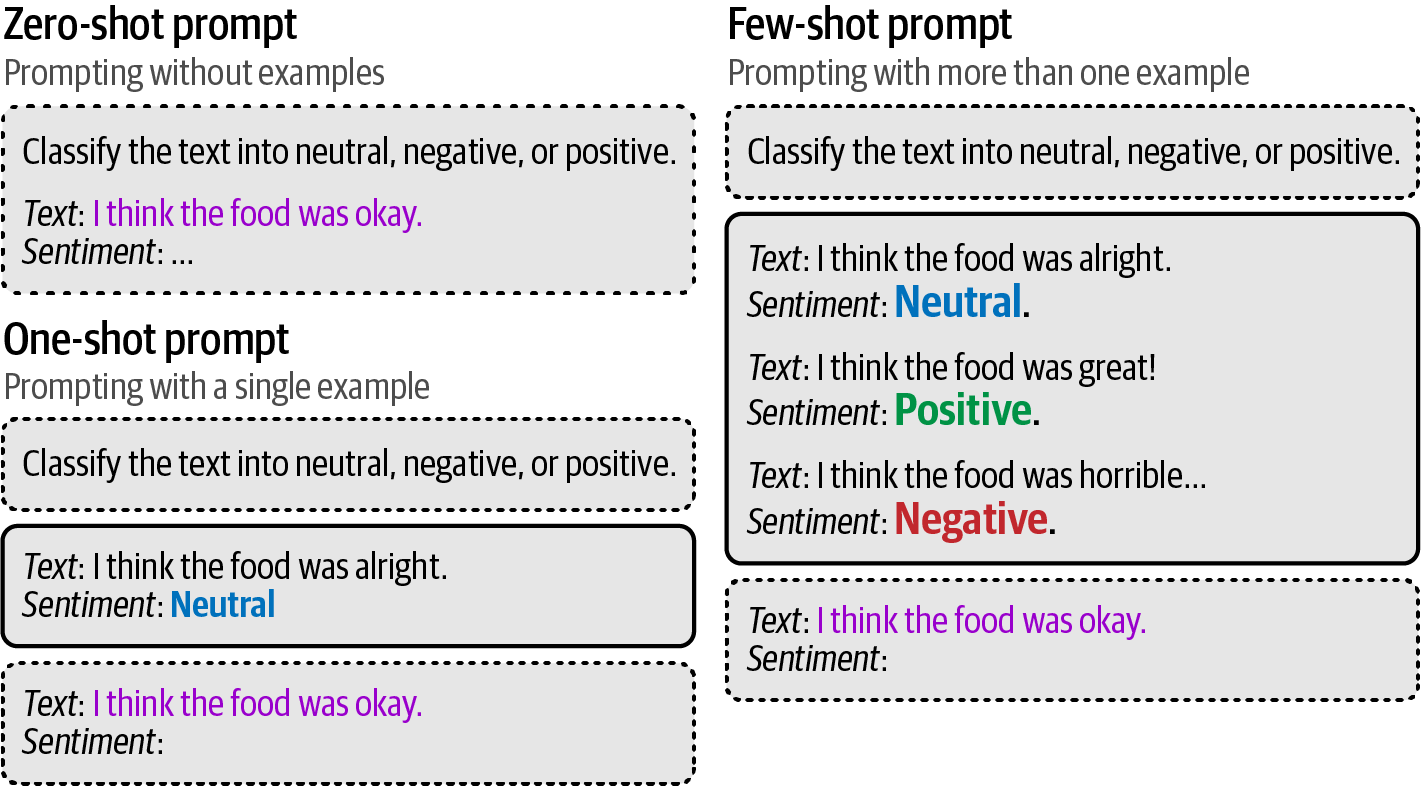 Zero-shot prompt
Prompting without examples
Classify the text into neutral, negative, or positive.
Text: I think the food was okay.
Sentiment: ...
One-shot prompt
Prompting with a single example
Classify the text into neutral, negative, or positive.
Text: I think the food was alright.
Sentiment: Neutral
Text: I think the food was okay.
Sentiment:
Few-shot prompt
Prompting with more than one example
Classify the text into neutral, negative, or positive.
Text: I think the food was alright.
Sentiment: Neutral.
Text: I think the food was great!
Sentiment: Positive.
Text: I think the food was horrible...
Sentiment: Negative.
Text: I think the food was okay.
Sentiment: